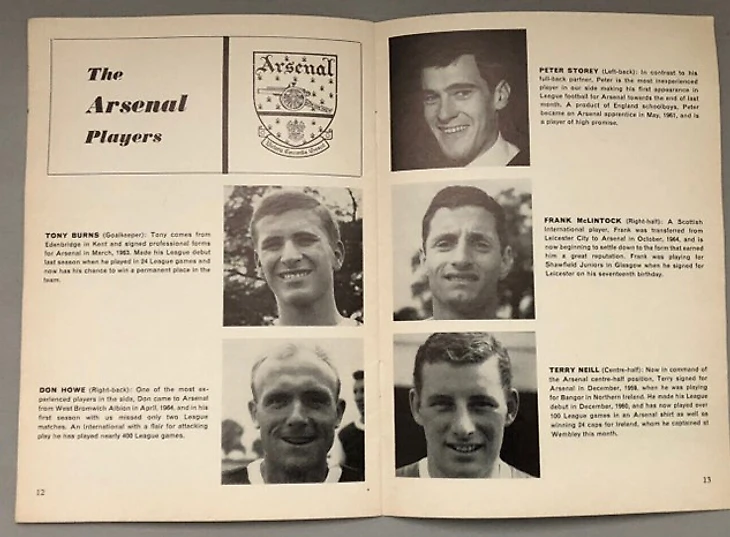 The
Arsenal
Players
Arsenal
Victoria Concordia Crescit
TONY BURNS (Goalkeeper): Tony comes from
Edenbridge in Kent and signed professional forms
for Arsenal in March, 1963. Made his League debut
last season when he played in 24 League games and
now has his chance to win a permanent place in the
team.
DON HOWE (Right-back): One of the most ex-
perienced players in the side, Don came to Arsenal
from West Bromwich Albion in April, 1964, and in his
first season with us missed only two League
matches. An International with a flair for attacking
play he has played nearly 400 League games.
12
PETER STOREY (Left-back): In contrast to his
full-back partner, Peter is the most inexperienced
player in our side making his first appearance in
League football for Arsenal towards the end of last
month. A product of England schoolboys, Peter
became an Arsenal apprentice in May, 1961, and is
a player of high promise.
FRANK McLINTOCK (Right-half): A Scottish
International player, Frank was transferred from
Leicester City to Arsenal in October, 1964, and is
now beginning to settle down to the form that earned
him a great reputation. Frank was playing for
Shawfield Juniors in Glasgow when he signed for
Leicester on his seventeenth birthday.
TERRY NEILL (Centre-half): Now in command of
the Arsenal centre-half position, Terry signed for
Arsenal in December, 1959, when he was playing
for Bangor in Northern Ireland. He made his League
debut in December, 1960, and has now played over
100 League games in an Arsenal shirt as well as
winning 24 caps for Ireland, whom he captained at
Wembley this month.
13